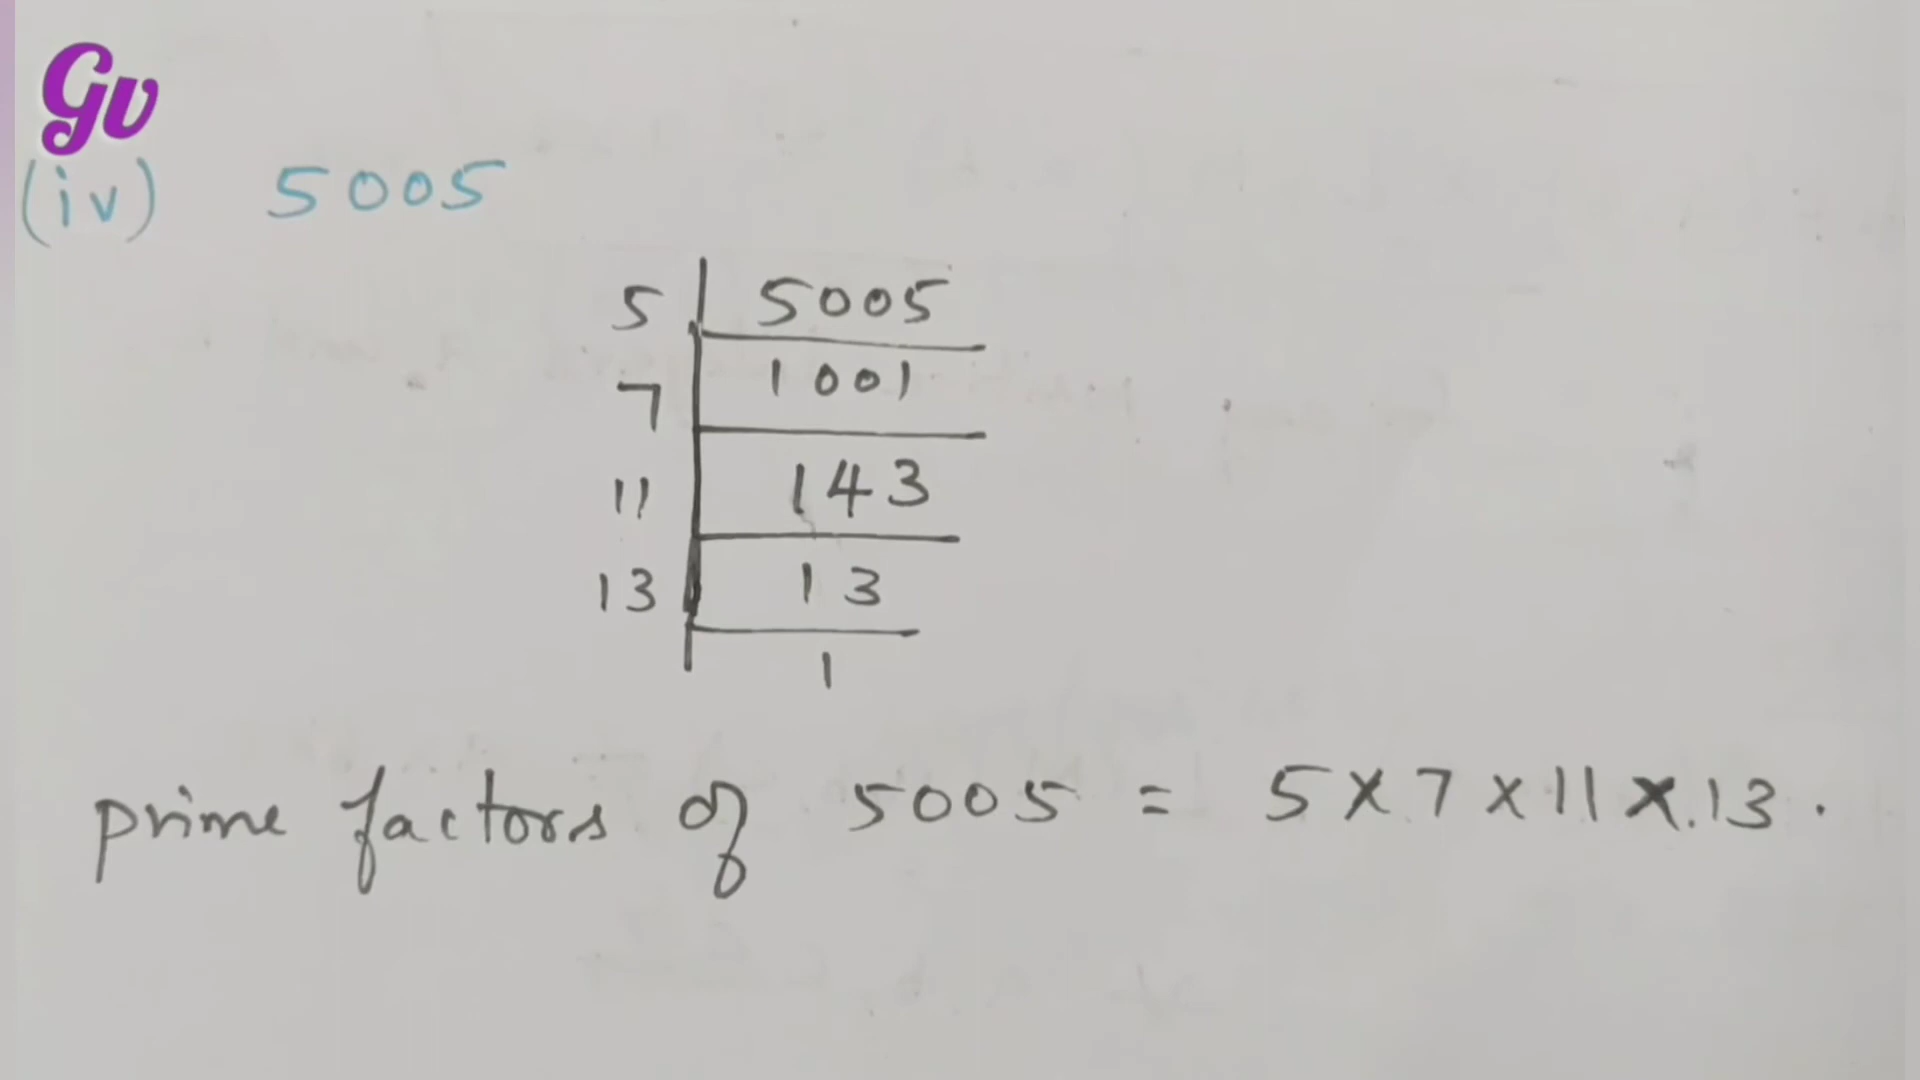 Gv
(iv) 5005
5 | 5005
7 | 1001
11 | 143
13 | 13
1
prime factors of 5005 = 5 × 7 × 11 × 13.